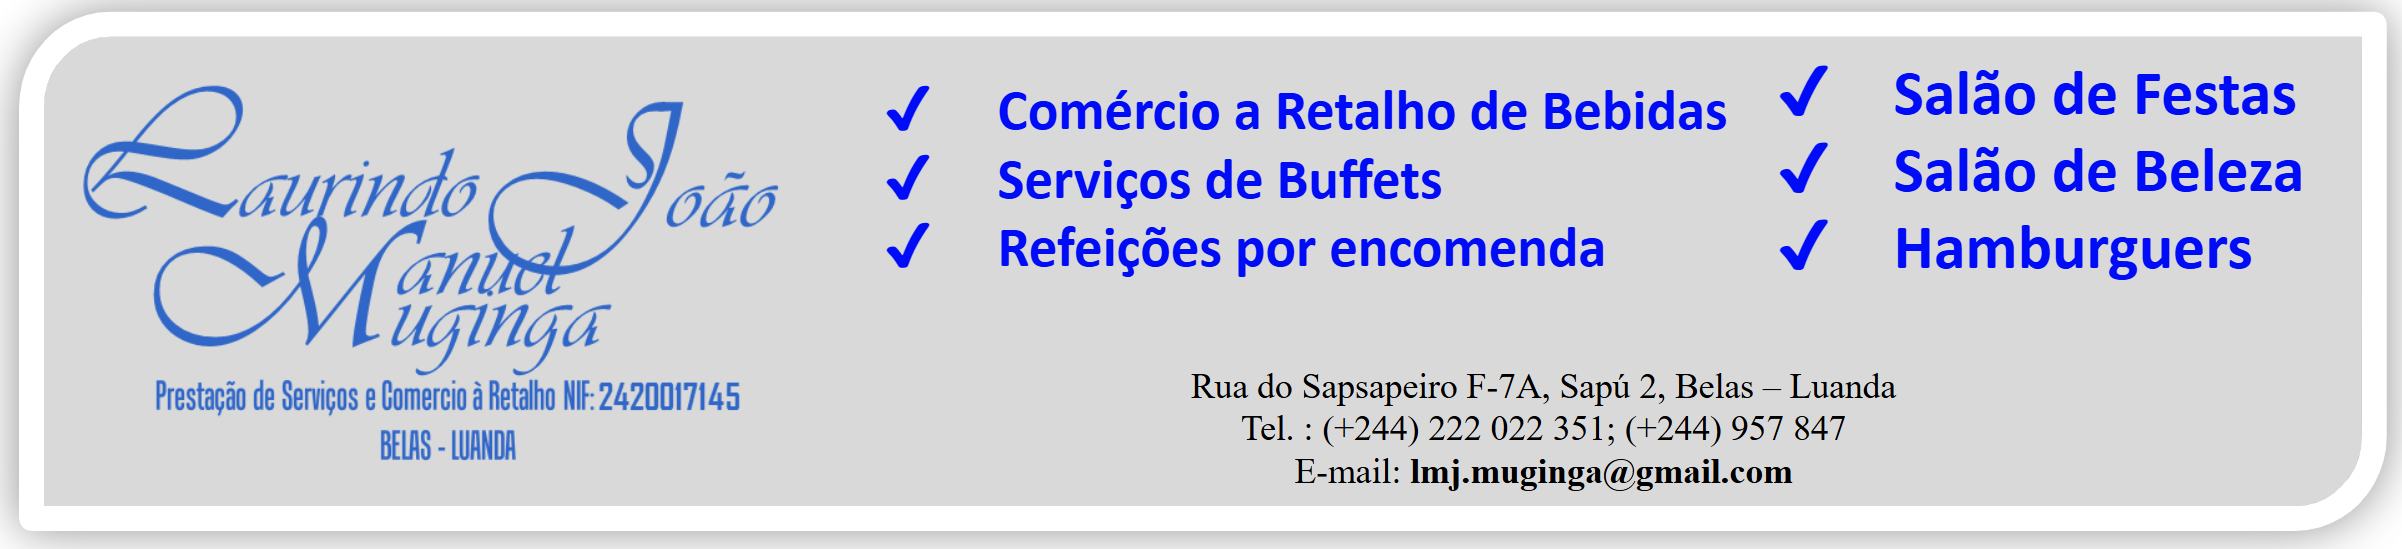 Laurindo João
Manuel
Muginga
Prestação de Serviços e Comercio à Retalho NIF: 2420017145
BELAS - LUANDA
✔ Comércio a Retalho de Bebidas
✔ Serviços de Buffets
✔ Refeições por encomenda
✔ Salão de Festas
✔ Salão de Beleza
✔ Hamburguers
Rua do Sapsapeiro F-7A, Sapú 2, Belas – Luanda
Tel. : (+244) 222 022 351; (+244) 957 847
E-mail: lmj.muginga@gmail.com